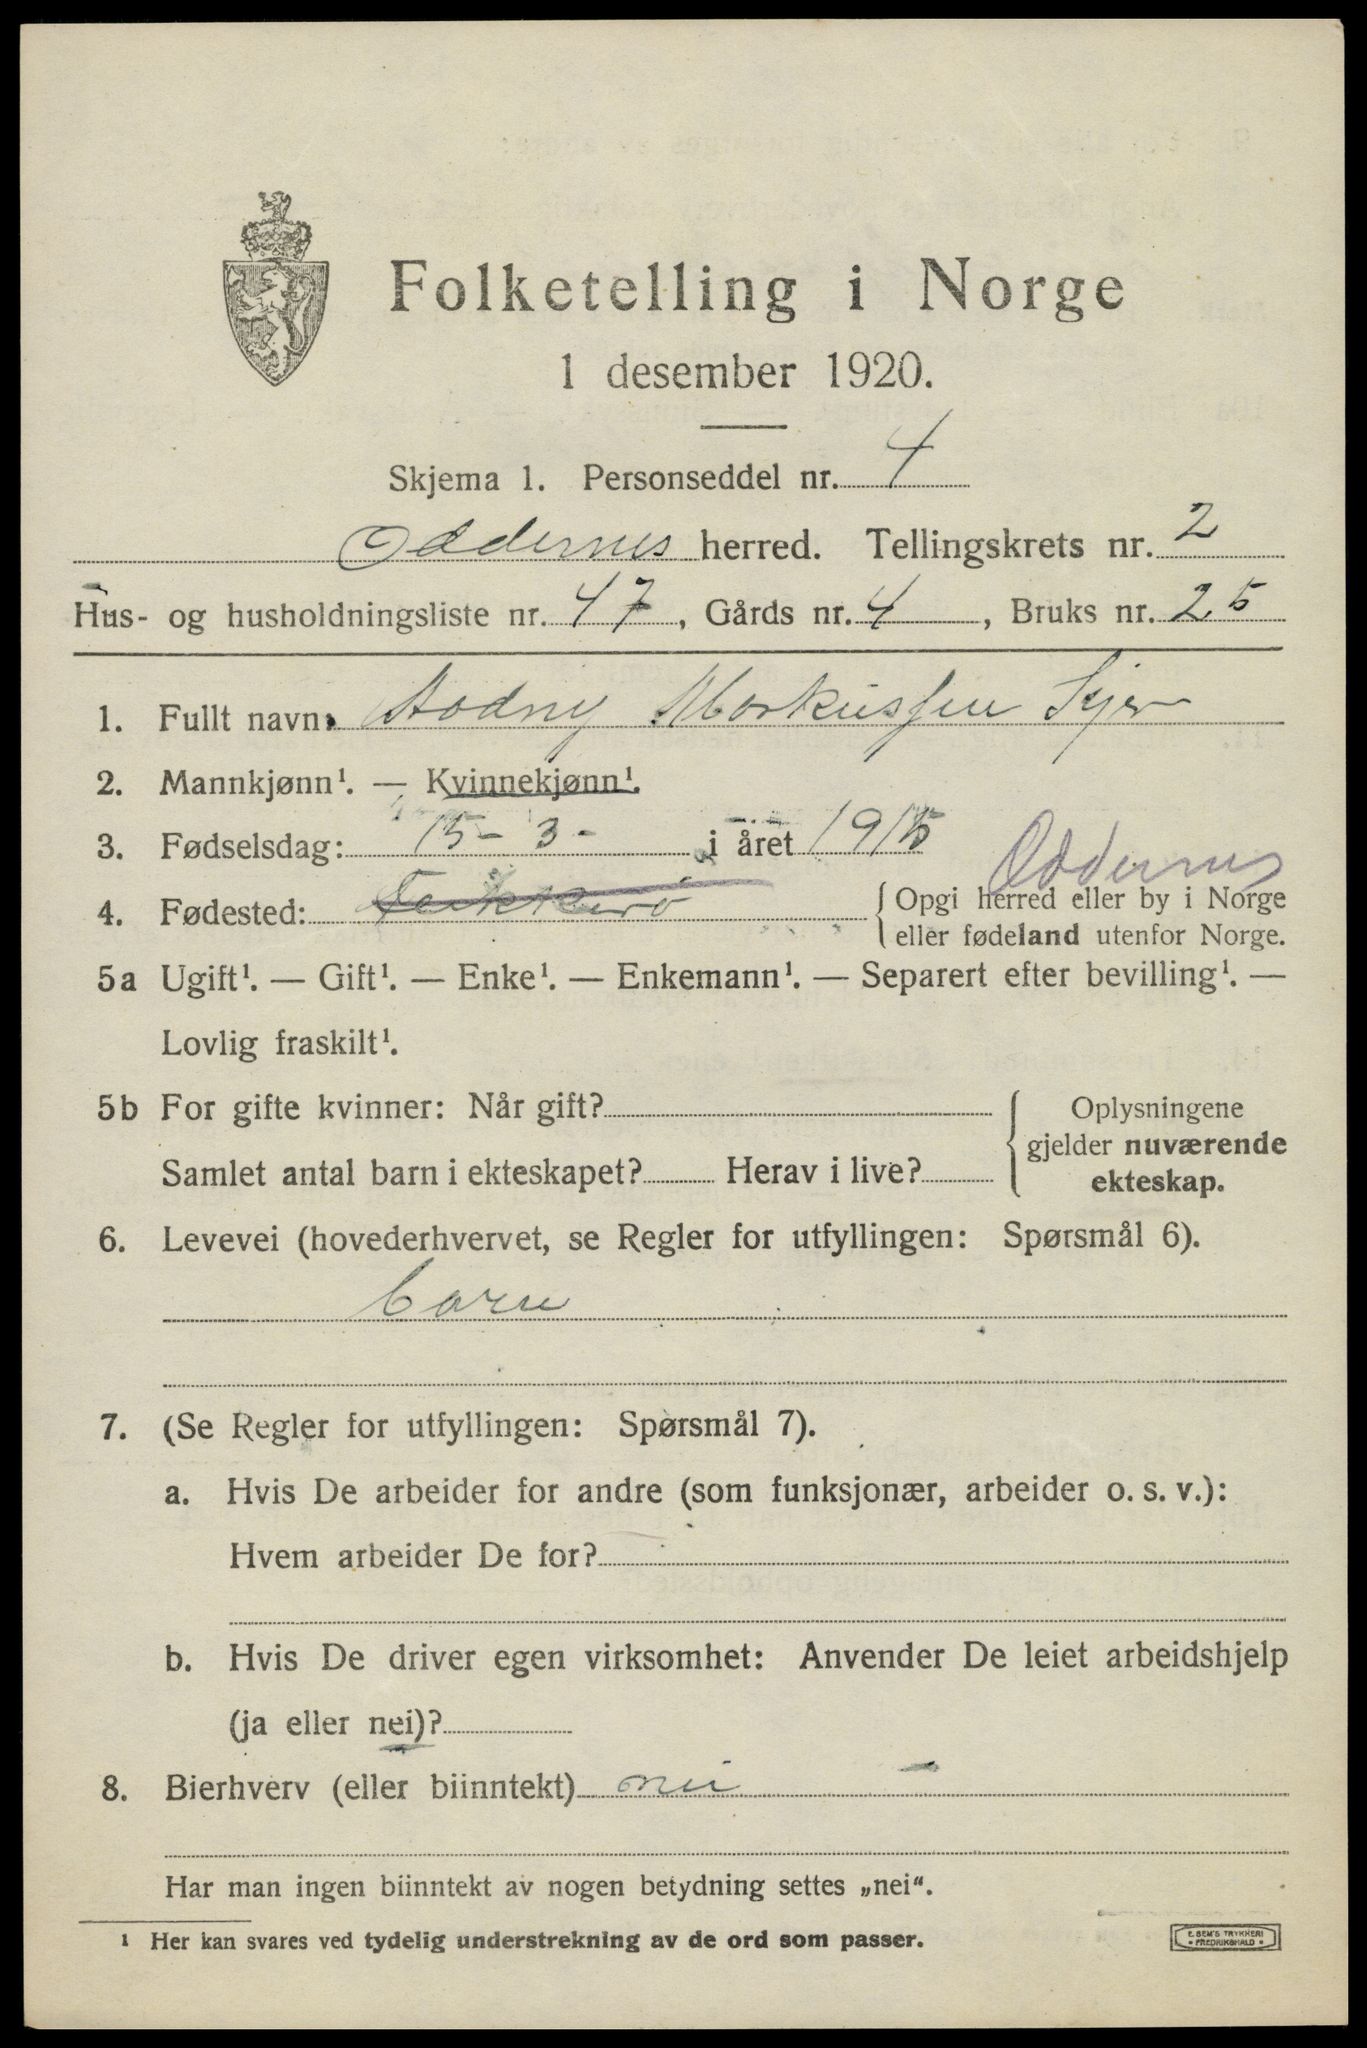 Folketelling i Norge
1 desember 1920.
Skjema 1. Personseddel nr. 4
Oddernes herred. Tellingskrets nr. 2
Hus- og husholdningsliste nr. 47, Gårds nr. 4, Bruks nr. 25
1. Fullt navn: Aodny Markussen
2. Mannkjønn¹. — Kvinnekjønn¹.
3. Fødselsdag: 15-3- i året 1915
Oddernes
4. Fødested: { Opgi herred eller by i Norge
eller fødeland utenfor Norge.
5a Ugift¹. — Gift¹. — Enke¹. — Enkemann¹. — Separert efter bevilling¹. —
Lovlig fraskilt¹.
5b For gifte kvinner: Når gift? { Oplysningene
gjelder nuværende
Samlet antal barn i ekteskapet? Herav i live? ekteskap.
6. Levevei (hovederhvervet, se Regler for utfyllingen: Spørsmål 6).
barn
7. (Se Regler for utfyllingen: Spørsmål 7).
a. Hvis De arbeider for andre (som funksjonær, arbeider o. s. v.):
Hvem arbeider De for?
b. Hvis De driver egen virksomhet: Anvender De leiet arbeidshjelp
(ja eller nei)?
8. Bierhverv (eller biinntekt) nei
Har man ingen biinntekt av nogen betydning settes „nei".
¹ Her kan svares ved tydelig understrekning av de ord som passer.
E. SEM'S TRYKKERI
• FREDRIKSHALD •